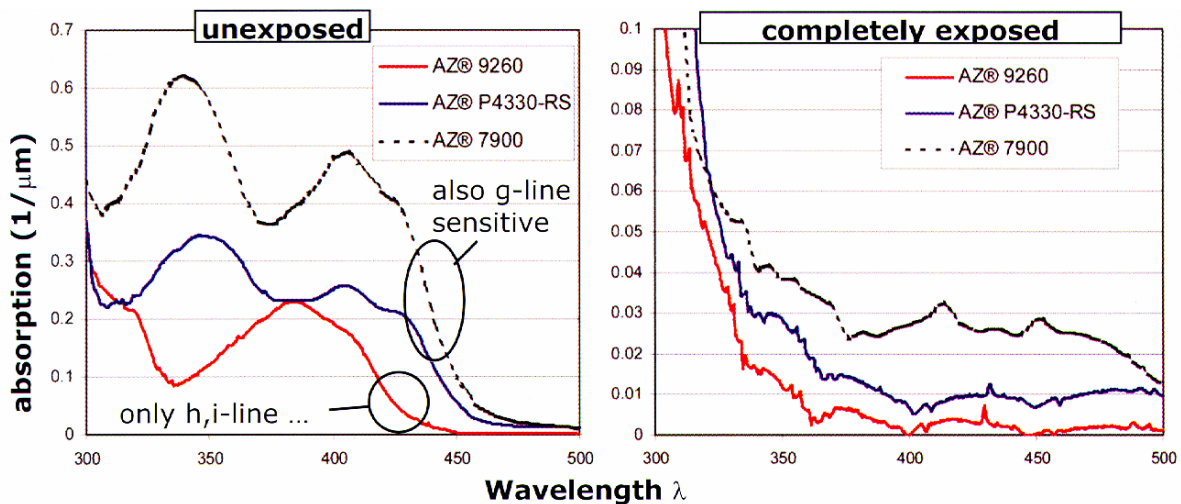 unexposed
0.7
0.6
0.5
0.4
0.3
0.2
0.1
0
AZ® 9260
AZ® P4330-RS
AZ® 7900
also g-line
sensitive
only h,i-line ...
300
350
400
450
500
absorption (1/μm)
completely exposed
0.1
0.09
0.08
0.07
0.06
0.05
0.04
0.03
0.02
0.01
0
AZ® 9260
AZ® P4330-RS
AZ® 7900
300
350
400
450
500
Wavelength λ